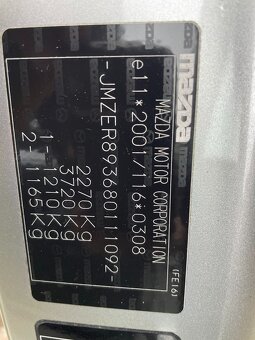 mazda
MAZDA MOTOR CORPORATION
(FE16)
e11*2001/116*0308
-JMZER893680111092-
2270Kg
3720Kg
1- 1210Kg
2- 1165Kg